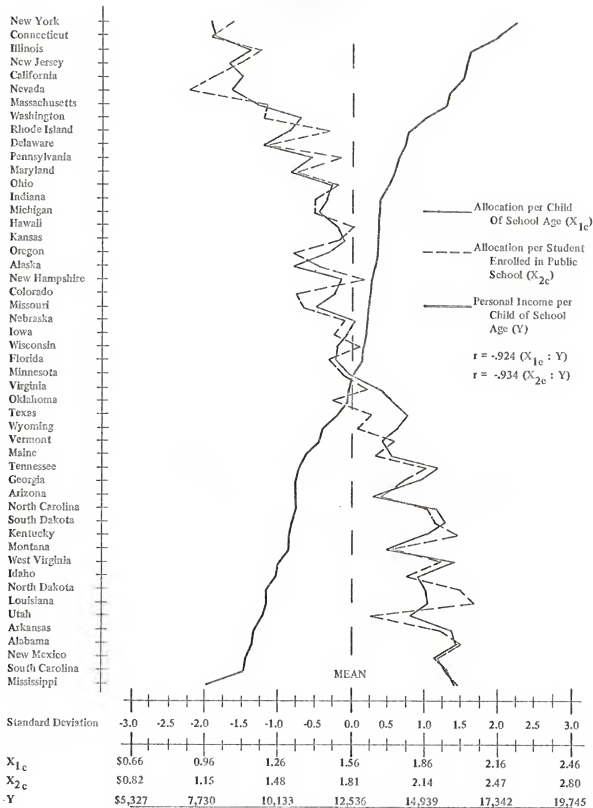 New York
Connecticut
Illinois
New Jersey
California
Nevada
Massachusetts
Washington
Rhode Island
Delaware
Pennsylvania
Maryland
Ohio
Indiana
Michigan
Hawaii
Kansas
Oregon
Alaska
New Hampshire
Colorado
Missouri
Nebraska
Iowa
Wisconsin
Florida
Minnesota
Virginia
Oklahoma
Texas
Wyoming
Vermont
Maine
Tennessee
Georgia
Arizona
North Carolina
South Dakota
Kentucky
Montana
West Virginia
Idaho
North Dakota
Louisiana
Utah
Arkansas
Alabama
New Mexico
South Carolina
Mississippi
Allocation per Child
Of School Age (X1c)
Allocation per Student
Enrolled in Public
School (X2c)
Personal Income per
Child of School
Age (Y)
r = -.924 (X1c : Y)
r = -.934 (X2c : Y)
MEAN
Standard Deviation -3.0 -2.5 -2.0 -1.5 -1.0 -0.5 0.0 0.5 1.0 1.5 2.0 2.5 3.0
X1c $0.66 0.96 1.26 1.56 1.86 2.16 2.46
X2c $0.82 1.15 1.48 1.81 2.14 2.47 2.80
Y $5,327 7,730 10,133 12,536 14,939 17,342 19,745